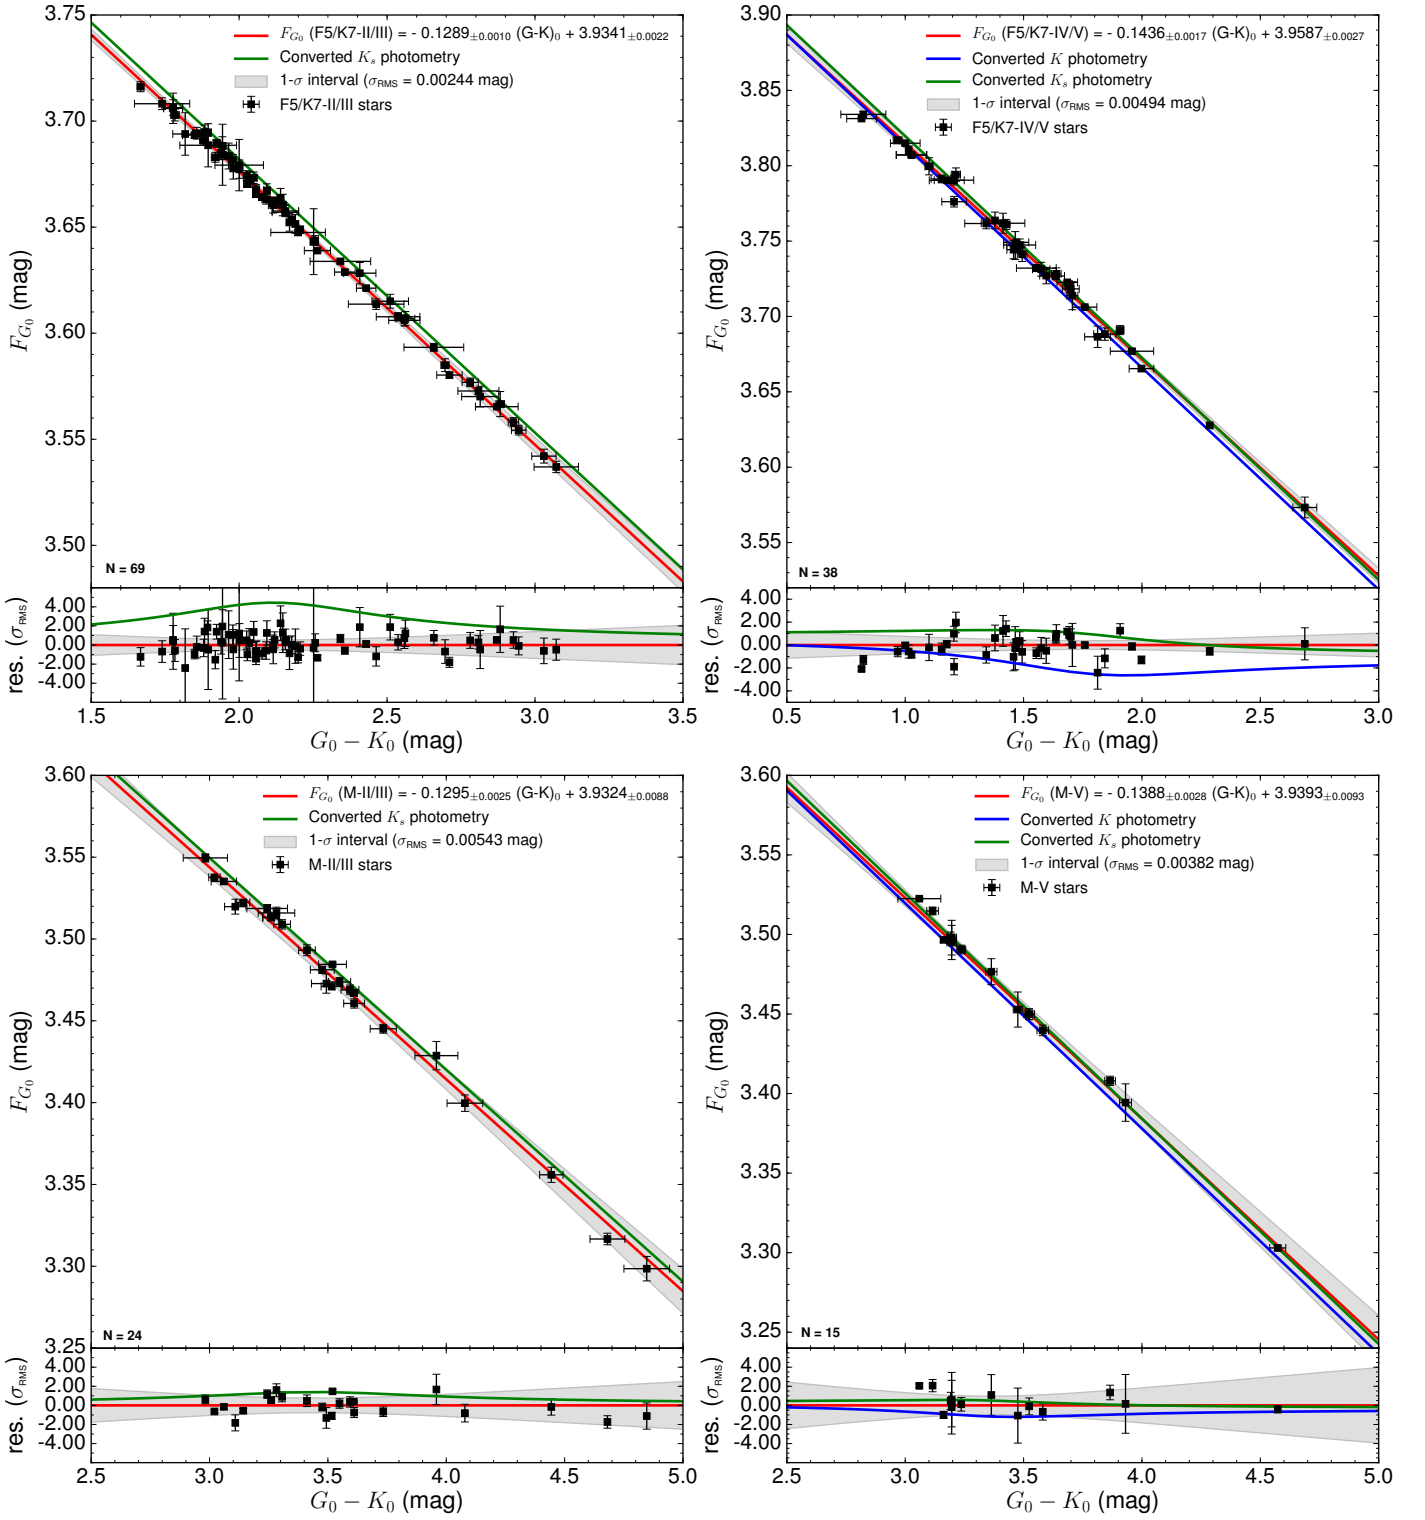 F_G₀ (F5/K7-II/III) = - 0.1289±0.0010 (G-K)₀ + 3.9341±0.0022
Converted Kₛ photometry
1-σ interval (σRMS = 0.00244 mag)
F5/K7-II/III stars
3.75
3.70
3.65
3.60
3.55
3.50
F_G₀ (mag)
N = 69
4.00
2.00
0.00
-2.00
-4.00
res. (σRMS)
1.5 2.0 2.5 3.0 3.5
G₀ − K₀ (mag)
F_G₀ (F5/K7-IV/V) = - 0.1436±0.0017 (G-K)₀ + 3.9587±0.0027
Converted K photometry
Converted Kₛ photometry
1-σ interval (σRMS = 0.00494 mag)
F5/K7-IV/V stars
3.90
3.85
3.80
3.75
3.70
3.65
3.60
3.55
F_G₀ (mag)
N = 38
4.00
2.00
0.00
-2.00
-4.00
res. (σRMS)
0.5 1.0 1.5 2.0 2.5 3.0
G₀ − K₀ (mag)
F_G₀ (M-II/III) = - 0.1295±0.0025 (G-K)₀ + 3.9324±0.0088
Converted Kₛ photometry
1-σ interval (σRMS = 0.00543 mag)
M-II/III stars
3.60
3.55
3.50
3.45
3.40
3.35
3.30
3.25
F_G₀ (mag)
N = 24
4.00
2.00
0.00
-2.00
-4.00
res. (σRMS)
2.5 3.0 3.5 4.0 4.5 5.0
G₀ − K₀ (mag)
F_G₀ (M-V) = - 0.1388±0.0028 (G-K)₀ + 3.9393±0.0093
Converted K photometry
Converted Kₛ photometry
1-σ interval (σRMS = 0.00382 mag)
M-V stars
3.60
3.55
3.50
3.45
3.40
3.35
3.30
3.25
F_G₀ (mag)
N = 15
4.00
2.00
0.00
-2.00
-4.00
res. (σRMS)
2.5 3.0 3.5 4.0 4.5 5.0
G₀ − K₀ (mag)